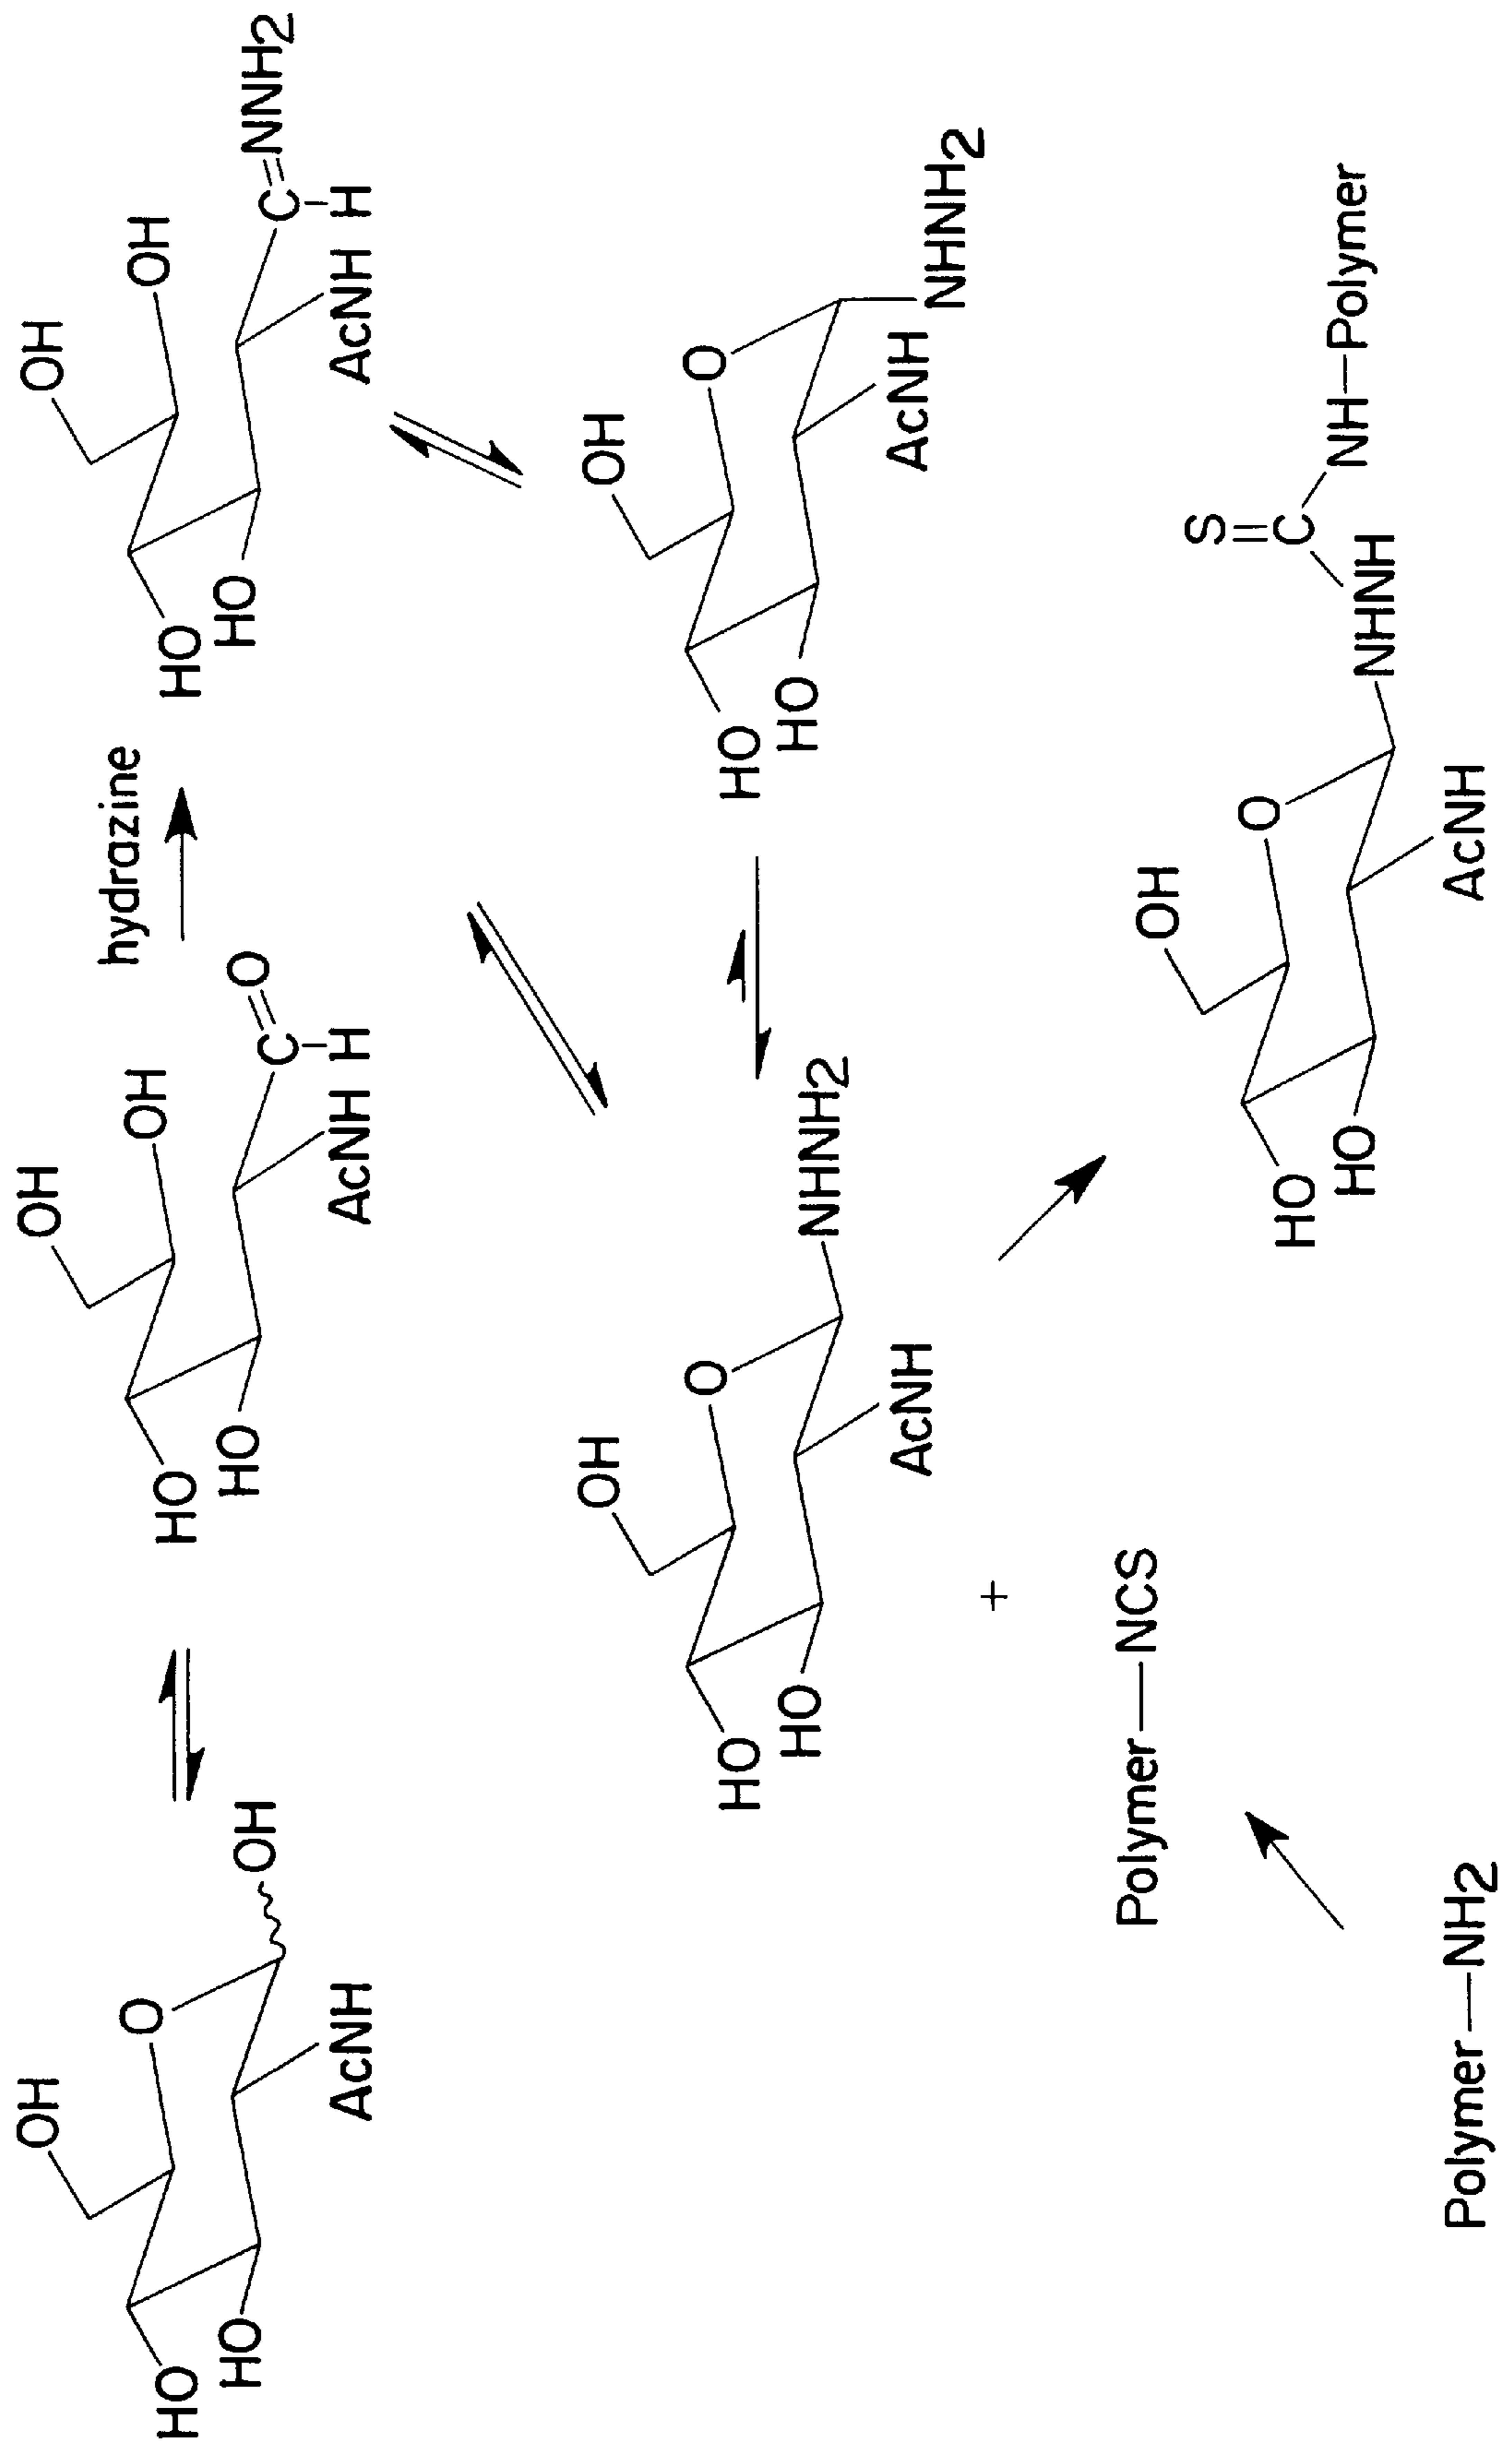 OH
O
OH
HO
HO
AcNH
OH
OH
C=O
H
HO
HO
AcNH
hydrazine
OH
OH
C=NNH2
H
HO
HO
AcNH
OH
O
NHNH2
HO
HO
AcNH
OH
O
HO
HO
AcNH
NHNH2
+
Polymer—NCS
Polymer—NH2
OH
O
S
C
NHNH
NH—Polymer
HO
HO
AcNH